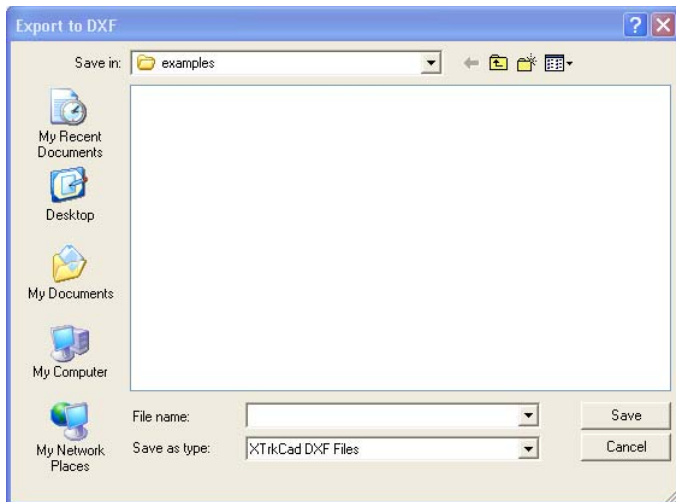 Export to DXF
Save in: examples
My Recent
Documents
Desktop
My Documents
My Computer
My Network
Places
File name:
Save
Save as type: XTrkCad DXF Files
Cancel